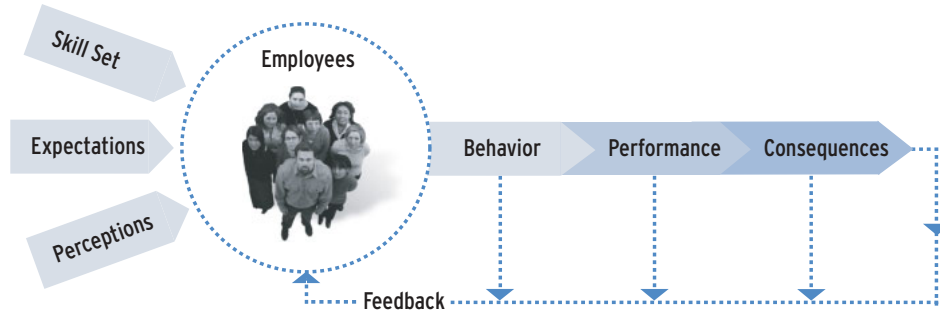 Skill Set
Employees
Expectations
Behavior
Performance
Consequences
Perceptions
Feedback